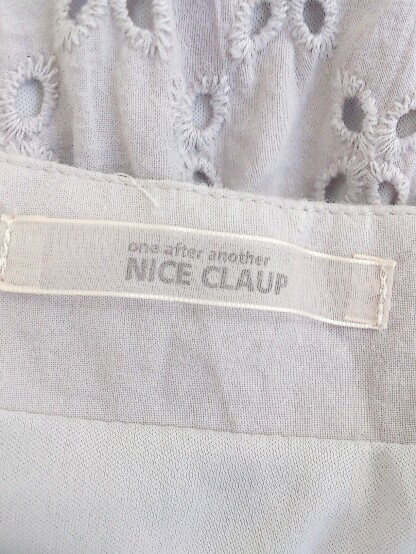 one after another
NICE CLAUP